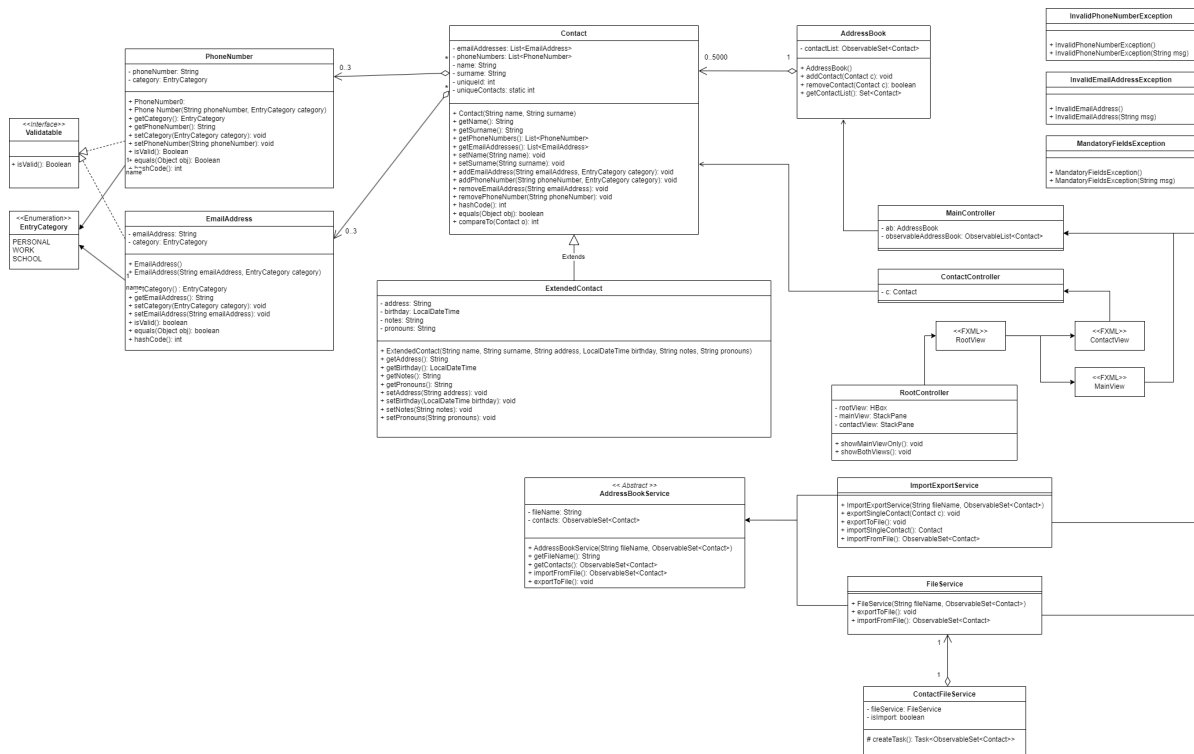 PhoneNumber
- phoneNumber: String
- category: EntryCategory
+ PhoneNumber0:
+ Phone Number(String phoneNumber, EntryCategory category)
+ getCategory(): EntryCategory
+ getPhoneNumber(): String
+ setCategory(EntryCategory category): void
+ setPhoneNumber(String phoneNumber): void
+ isValid(): Boolean
+ equals(Object obj): Boolean
+ hashCode(): int
1
name
<<Interface>>
Validatable
+ isValid(): Boolean
<<Enumeration>>
EntryCategory
PERSONAL
WORK
SCHOOL
EmailAddress
- emailAddress: String
- category: EntryCategory
+ EmailAddress()
+ EmailAddress(String emailAddress, EntryCategory category)
+ getCategory() : EntryCategory
+ getEmailAddress(): String
+ setCategory(EntryCategory category): void
+ setEmailAddress(String emailAddress): void
+ isValid(): boolean
+ equals(Object obj): boolean
+ hashCode(): int
1
name
0..3
*
*
0..3
Contact
- emailAddresses: List<EmailAddress>
- phoneNumbers: List<PhoneNumber>
- name: String
- surname: String
- uniqueId: int
- uniqueContacts: static int
+ Contact(String name, String surname)
+ getName(): String
+ getSurname(): String
+ getPhoneNumbers(): List<PhoneNumber>
+ getEmailAddresses(): List<EmailAddress>
+ setName(String name): void
+ setSurname(String surname): void
+ addEmailAddress(String emailAddress, EntryCategory category): void
+ addPhoneNumber(String phoneNumber, EntryCategory category): void
+ removeEmailAddress(String emailAddress): void
+ removePhoneNumber(String phoneNumber): void
+ hashCode(): int
+ equals(Object obj): boolean
+ compareTo(Contact o): int
Extends
ExtendedContact
- address: String
- birthday: LocalDateTime
- notes: String
- pronouns: String
+ ExtendedContact(String name, String surname, String address, LocalDateTime birthday, String notes, String pronouns)
+ getAddress(): String
+ getBirthday(): LocalDateTime
+ getNotes(): String
+ getPronouns(): String
+ setAddress(String address): void
+ setBirthday(LocalDateTime birthday): void
+ setNotes(String notes): void
+ setPronouns(String pronouns): void
0..5000
1
AddressBook
- contactList: ObservableSet<Contact>
+ AddressBook()
+ addContact(Contact c): void
+ removeContact(Contact c): boolean
+ getContactList(): Set<Contact>
InvalidPhoneNumberException
+ InvalidPhoneNumberException()
+ InvalidPhoneNumberException(String msg)
InvalidEmailAddressException
+ InvalidEmailAddress()
+ InvalidEmailAddress(String msg)
MandatoryFieldsException
+ MandatoryFieldsException()
+ MandatoryFieldsException(String msg)
MainController
- ab: AddressBook
- observableAddressBook: ObservableList<Contact>
ContactController
- c: Contact
<<FXML>>
RootView
<<FXML>>
ContactView
<<FXML>>
MainView
RootController
- rootView: HBox
- mainView: StackPane
- contactView: StackPane
+ showMainViewOnly(): void
+ showBothViews(): void
<< Abstract >>
AddressBookService
- fileName: String
- contacts: ObservableSet<Contact>
+ AddressBookService(String fileName, ObservableSet<Contact>)
+ getFileName(): String
+ getContacts(): ObservableSet<Contact>
+ importFromFile(): ObservableSet<Contact>
+ exportToFile(): void
ImportExportService
+ ImportExportService(String fileName, ObservableSet<Contact>)
+ exportSingleContact(Contact c): void
+ exportToFile(): void
+ importSIngleContact(): Contact
+ importFromFile(): ObservableSet<Contact>
FileService
+ FileService(String fileName, ObservableSet<Contact>)
+ exportToFile(): void
+ importFromFile(): ObservableSet<Contact>
1
1
ContactFileService
- fileService: FileService
- isImport: boolean
# createTask(): Task<ObservableSet<Contact>>